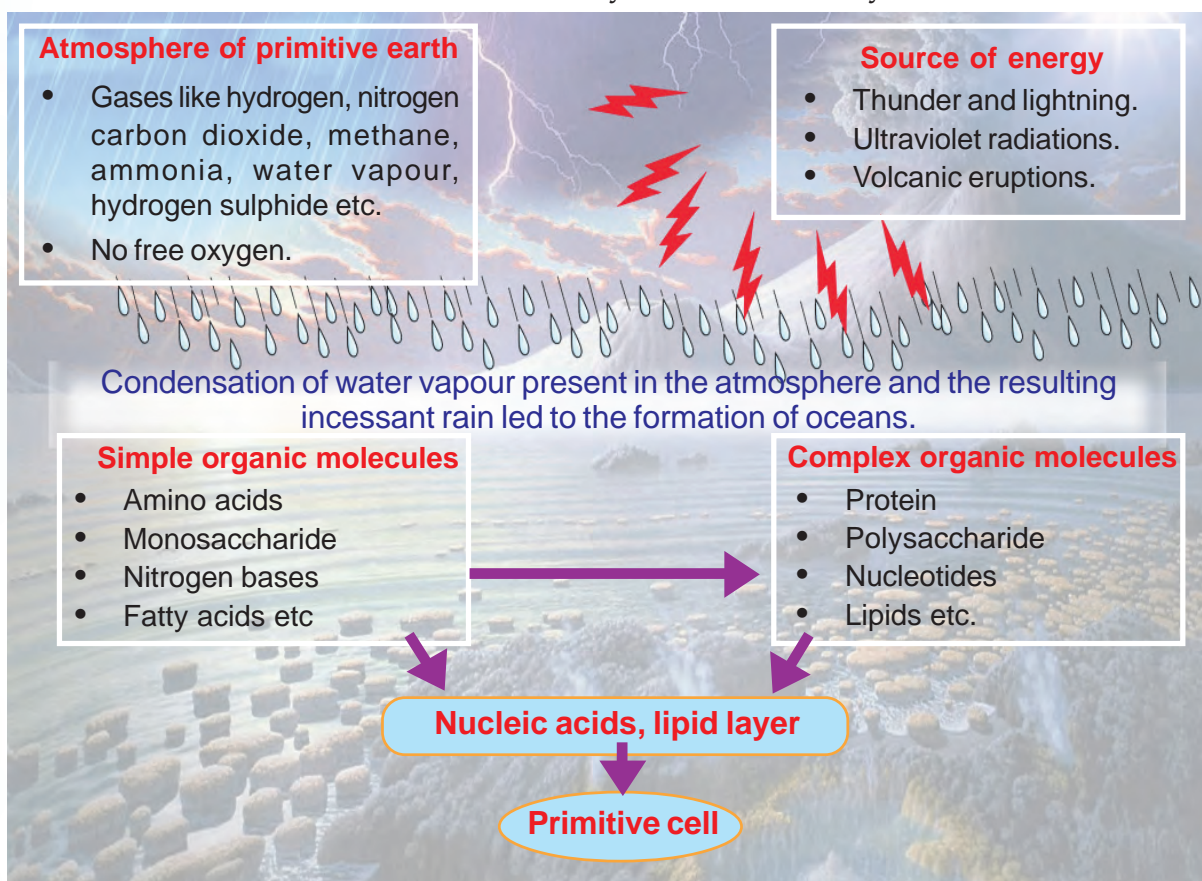 Atmosphere of primitive earth
• Gases like hydrogen, nitrogen
carbon dioxide, methane,
ammonia, water vapour,
hydrogen sulphide etc.
• No free oxygen.
Source of energy
• Thunder and lightning.
• Ultraviolet radiations.
• Volcanic eruptions.
Condensation of water vapour present in the atmosphere and the resulting
incessant rain led to the formation of oceans.
Simple organic molecules
• Amino acids
• Monosaccharide
• Nitrogen bases
• Fatty acids etc
Complex organic molecules
• Protein
• Polysaccharide
• Nucleotides
• Lipids etc.
Nucleic acids, lipid layer
Primitive cell